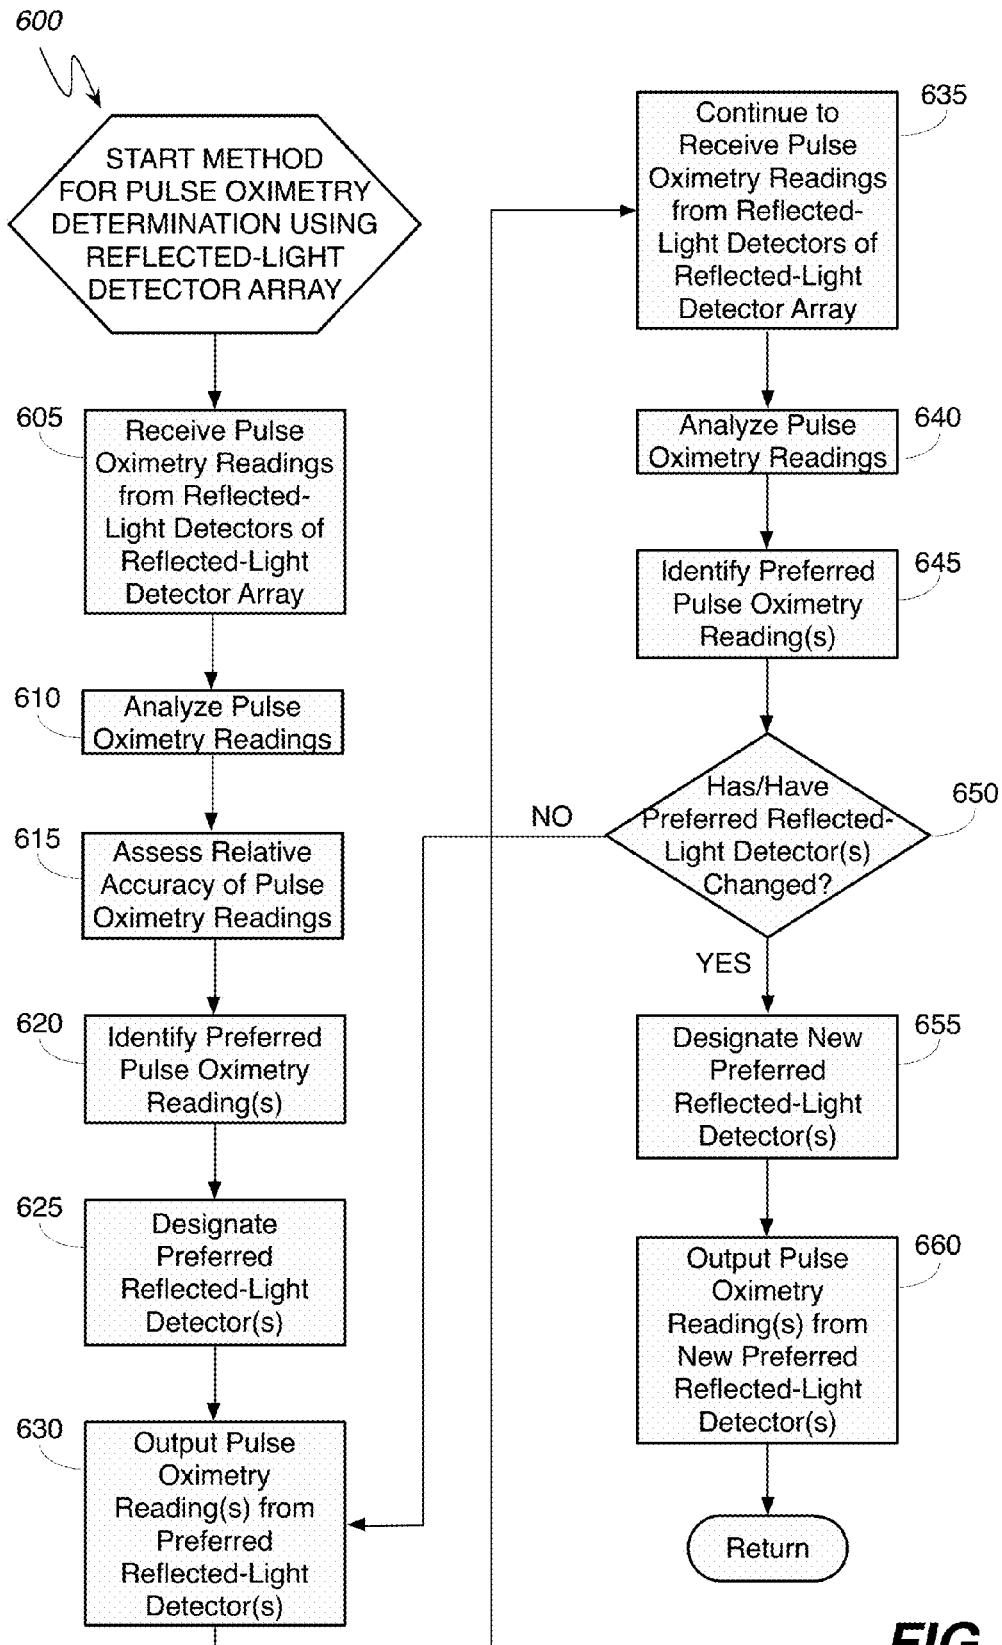 600
START METHOD
FOR PULSE OXIMETRY
DETERMINATION USING
REFLECTED-LIGHT
DETECTOR ARRAY
605
Receive Pulse
Oximetry Readings
from Reflected-
Light Detectors of
Reflected-Light
Detector Array
610
Analyze Pulse
Oximetry Readings
615
Assess Relative
Accuracy of Pulse
Oximetry Readings
620
Identify Preferred
Pulse Oximetry
Reading(s)
625
Designate
Preferred
Reflected-Light
Detector(s)
630
Output Pulse
Oximetry
Reading(s) from
Preferred
Reflected-Light
Detector(s)
635
Continue to
Receive Pulse
Oximetry Readings
from Reflected-
Light Detectors of
Reflected-Light
Detector Array
640
Analyze Pulse
Oximetry Readings
645
Identify Preferred
Pulse Oximetry
Reading(s)
650
Has/Have
Preferred Reflected-
Light Detector(s)
Changed?
NO
YES
655
Designate New
Preferred
Reflected-Light
Detector(s)
660
Output Pulse
Oximetry
Reading(s) from
New Preferred
Reflected-Light
Detector(s)
Return
FIG